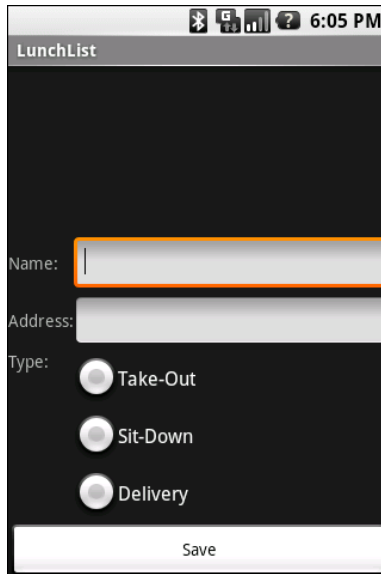 G ? 6:05 PM
LunchList
Name:
Address:
Type:
Take-Out
Sit-Down
Delivery
Save